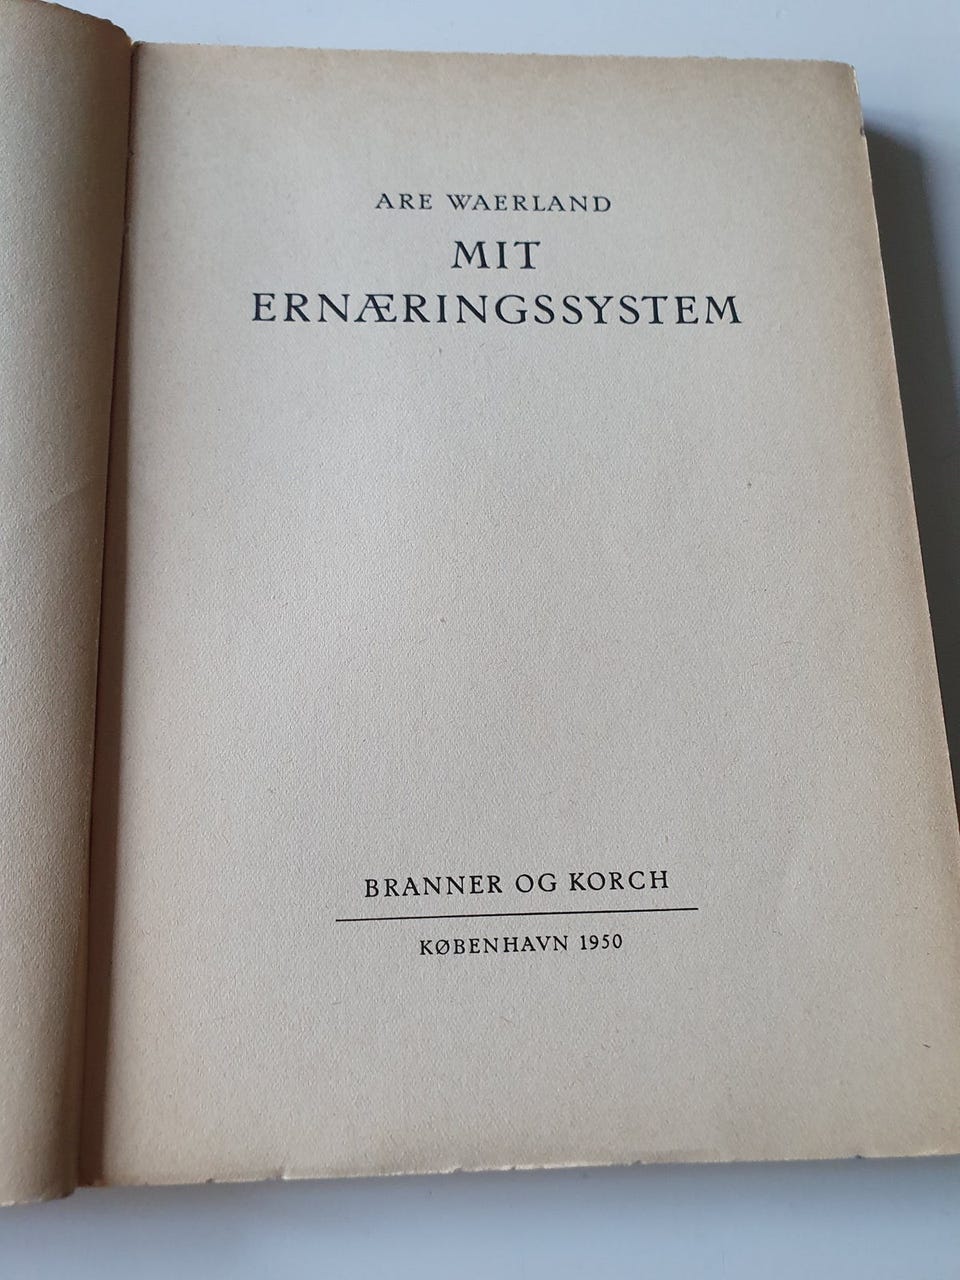 ARE WAERLAND
MIT
ERNÆRINGSSYSTEM
BRANNER OG KORCH
KØBENHAVN 1950